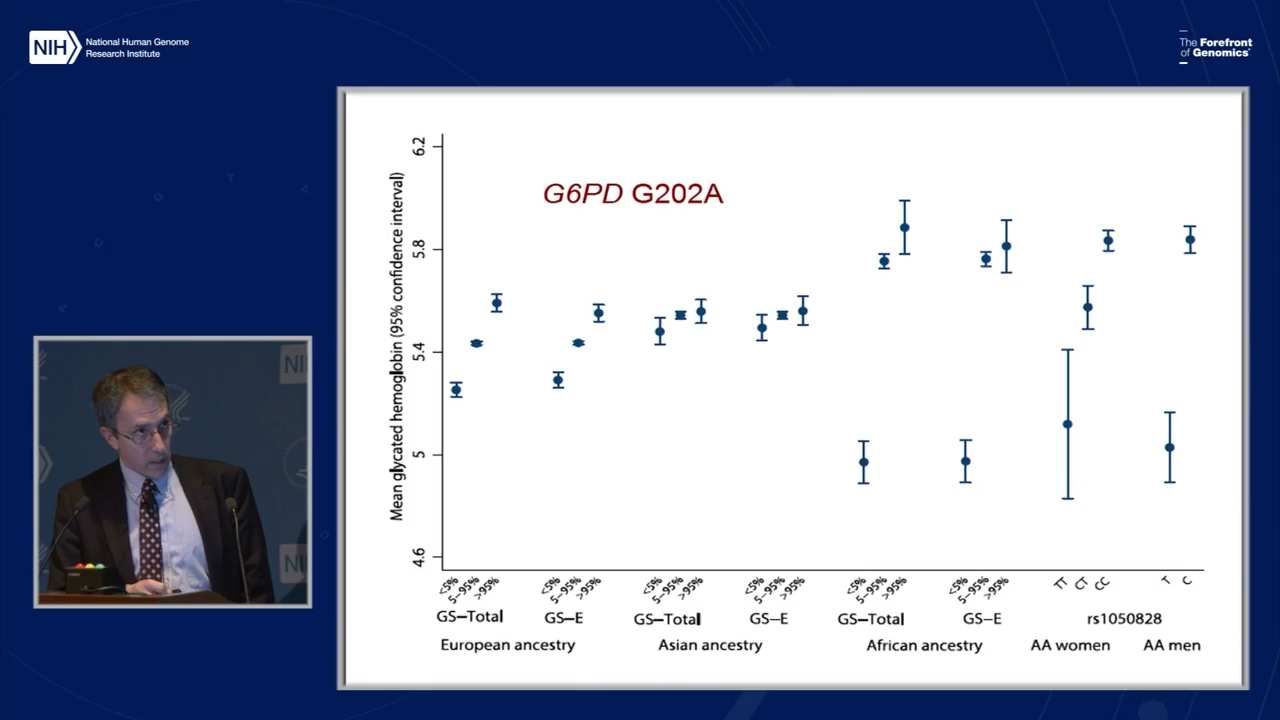 NIH National Human Genome
Research Institute
The Forefront
of Genomics
G6PD G202A
Mean glycated hemoglobin (95% confidence interval)
6.2
5.8
5.4
5
4.6
<5% 5–95% >95% <5% 5–95% >95% <5% 5–95% >95% <5% 5–95% >95% <5% 5–95% >95% <5% 5–95% >95% TT CT CC T C
GS–Total GS–E GS–Total GS–E GS–Total GS–E rs1050828
European ancestry Asian ancestry African ancestry AA women AA men
NI
NI